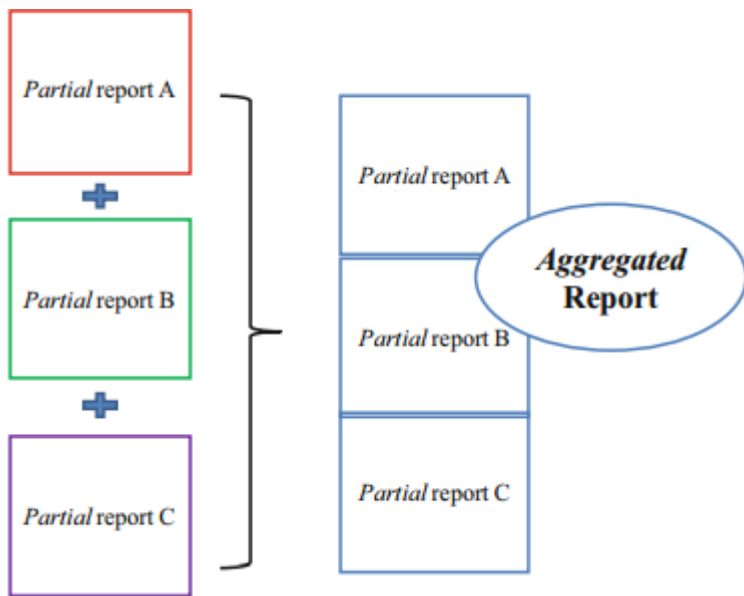 Partial report A
Partial report B
Partial report C
Partial report A
Partial report B
Partial report C
Aggregated
Report